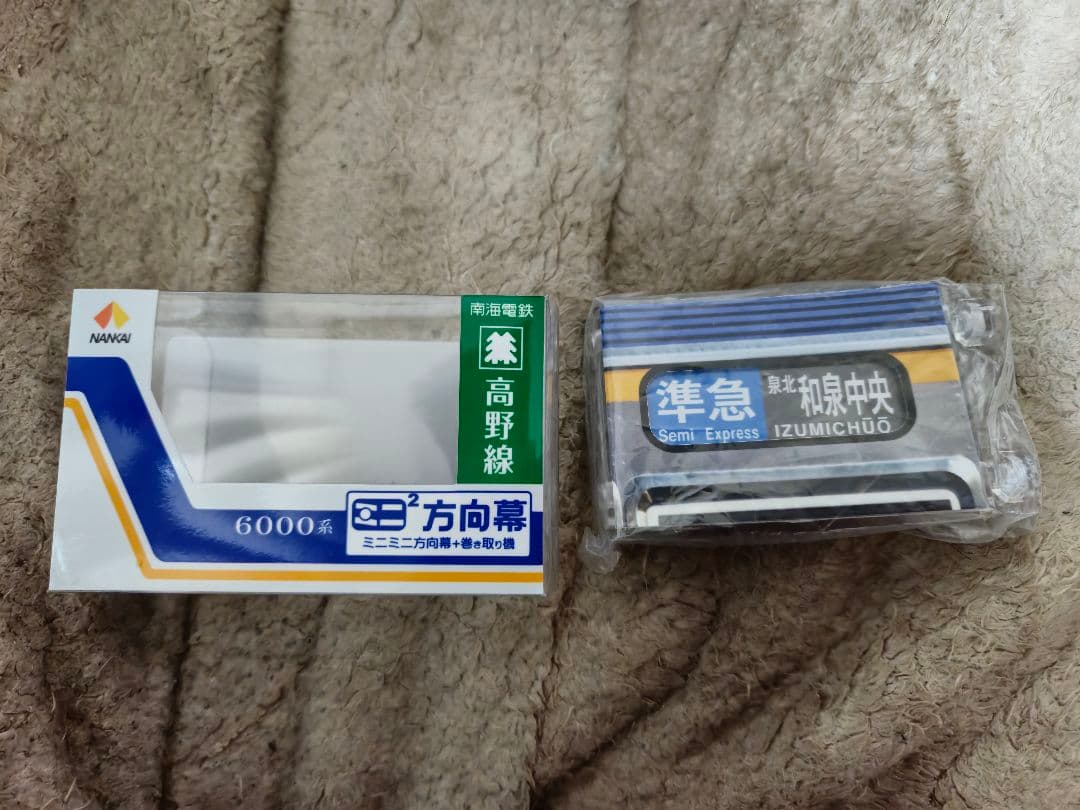 NANKAI
南海電鉄
高野線
6000系
2
方向幕
ミニミニ方向幕+巻き取り機
準急
Semi Express
泉北
和泉中央
IZUMICHŪŌ